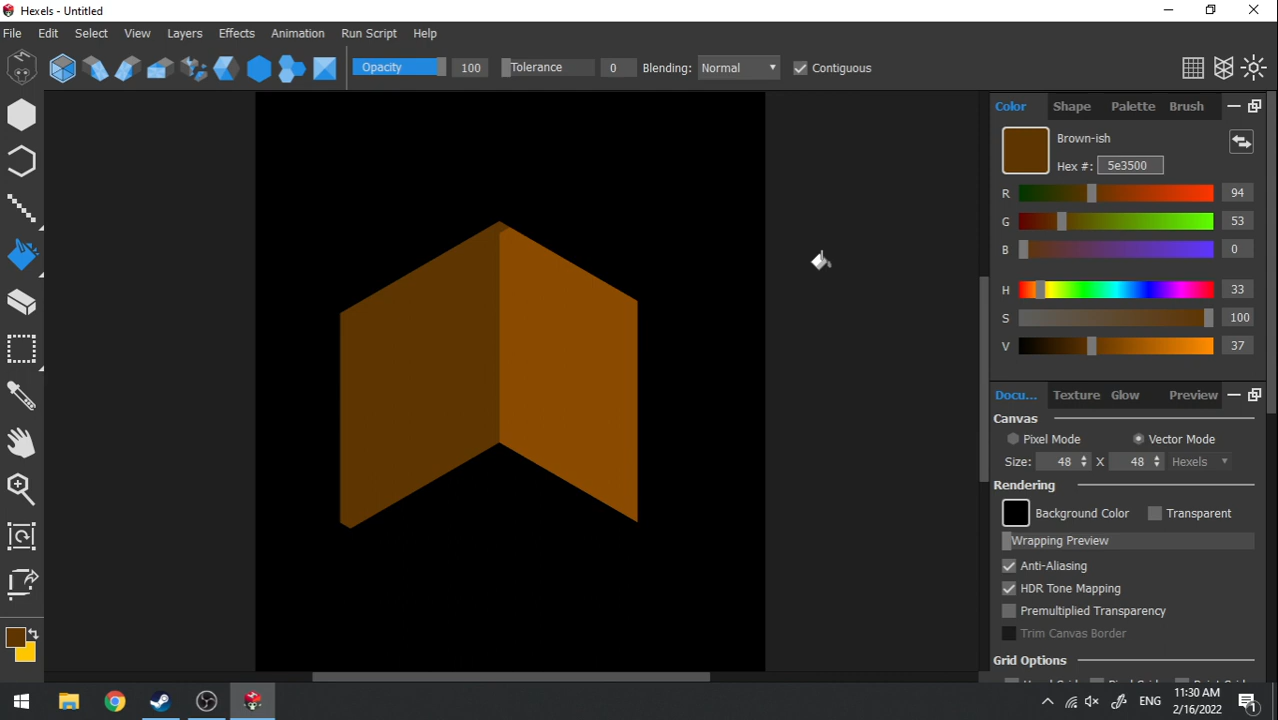 Hexels - Untitled
File Edit Select View Layers Effects Animation Run Script Help
Opacity 100 Tolerance 0 Blending: Normal Contiguous
Color Shape Palette Brush
Brown-ish
Hex #: 5e3500
R 94
G 53
B 0
H 33
S 100
V 37
Docu... Texture Glow Preview
Canvas
Pixel Mode Vector Mode
Size: 48 X 48 Hexels
Rendering
Background Color Transparent
Wrapping Preview
Anti-Aliasing
HDR Tone Mapping
Premultiplied Transparency
Trim Canvas Border
Grid Options
ENG
11:30 AM
2/16/2022
1